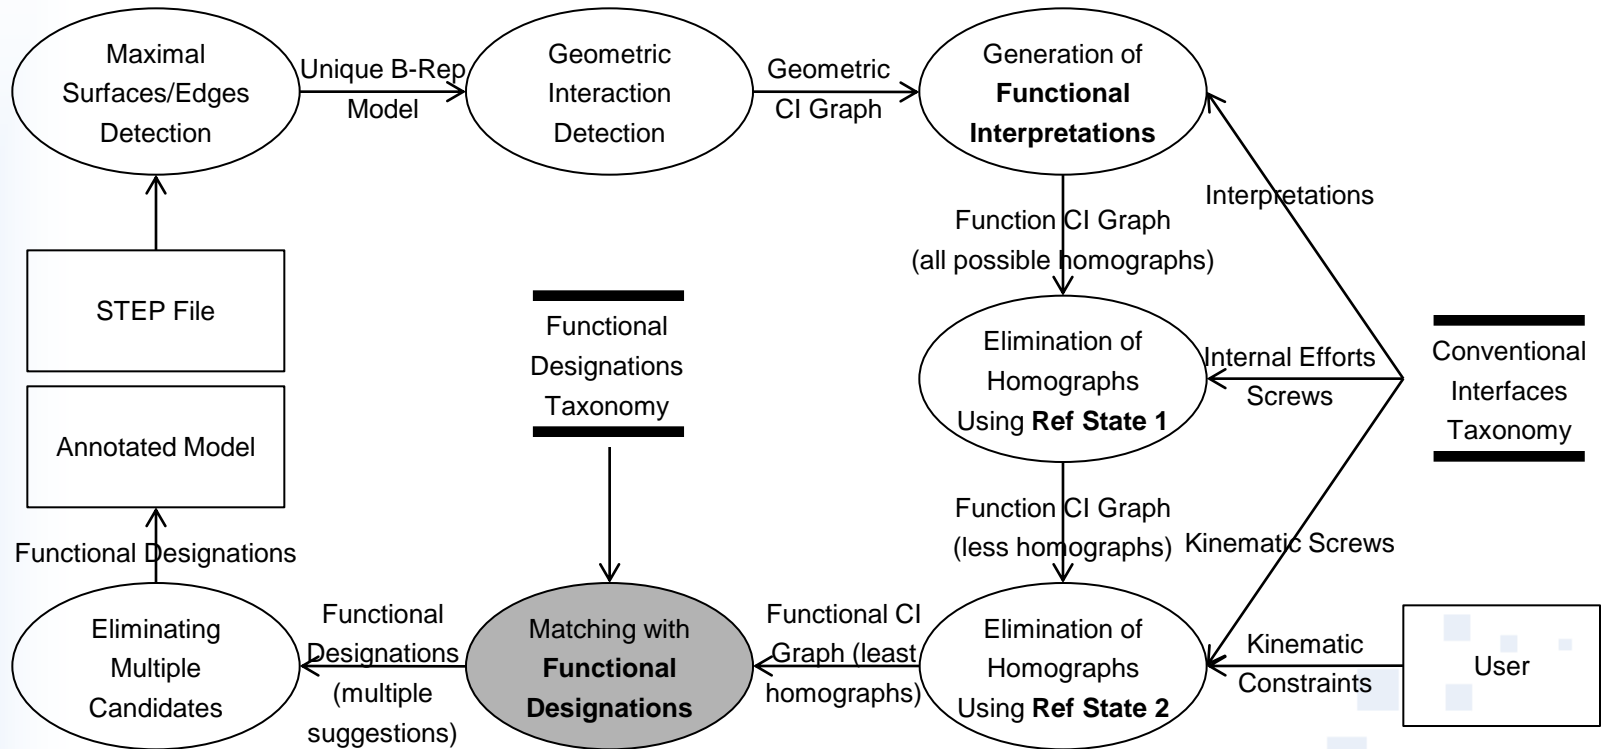 Maximal
Surfaces/Edges
Detection
Unique B-Rep
Model
Geometric
Interaction
Detection
Geometric
CI Graph
Generation of
Functional
Interpretations
Interpretations
Function CI Graph
(all possible homographs)
STEP File
Functional
Designations
Taxonomy
Elimination of
Homographs
Using Ref State 1
Internal Efforts
Screws
Conventional
Interfaces
Taxonomy
Annotated Model
Function CI Graph
(less homographs)
Kinematic Screws
Functional Designations
Eliminating
Multiple
Candidates
Functional
Designations
(multiple
suggestions)
Matching with
Functional
Designations
Functional CI
Graph (least
homographs)
Elimination of
Homographs
Using Ref State 2
Kinematic
Constraints
User